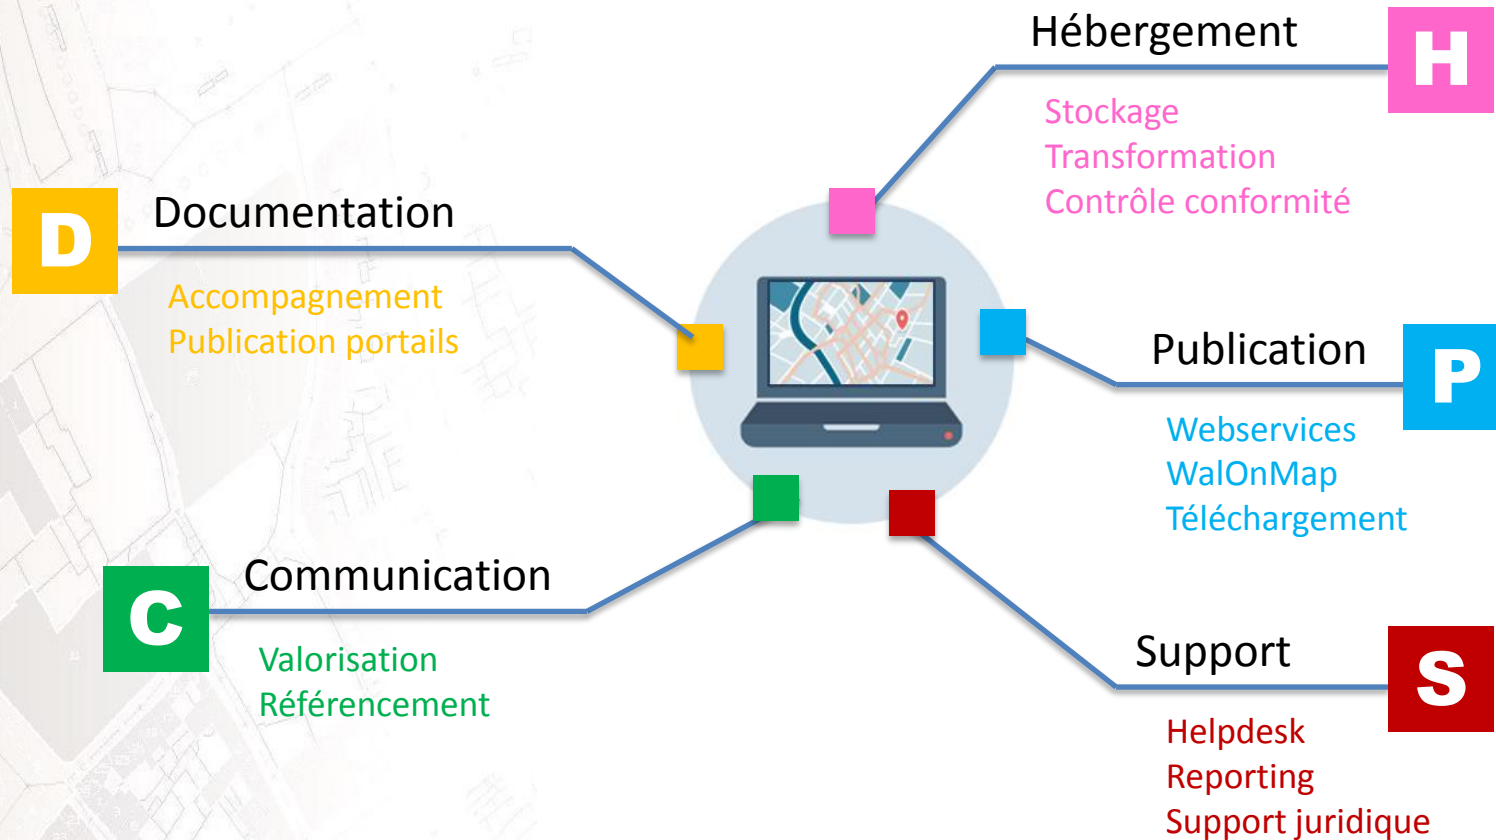 Hébergement
H
Stockage
Transformation
Contrôle conformité
D
Documentation
Accompagnement
Publication portails
Publication
P
Webservices
WalOnMap
Téléchargement
C
Communication
Valorisation
Référencement
Support
S
Helpdesk
Reporting
Support juridique